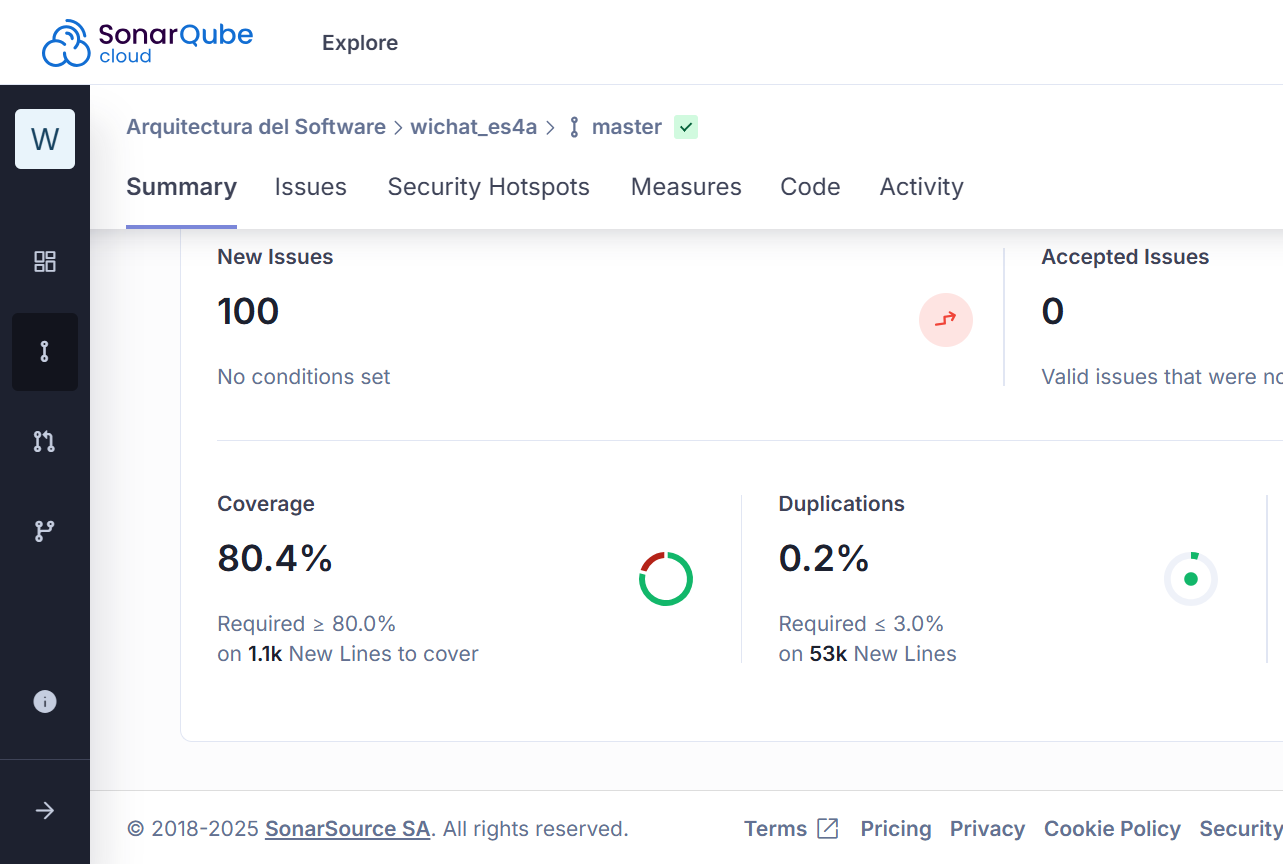 SonarQube
cloud
Explore
W
Arquitectura del Software > wichat_es4a > master
Summary Issues Security Hotspots Measures Code Activity
New Issues
100
No conditions set
Accepted Issues
0
Valid issues that were
Coverage
80.4%
Required ≥ 80.0%
on 1.1k New Lines to cover
Duplications
0.2%
Required ≤ 3.0%
on 53k New Lines
© 2018-2025 SonarSource SA. All rights reserved.
Terms Pricing Privacy Cookie Policy Security